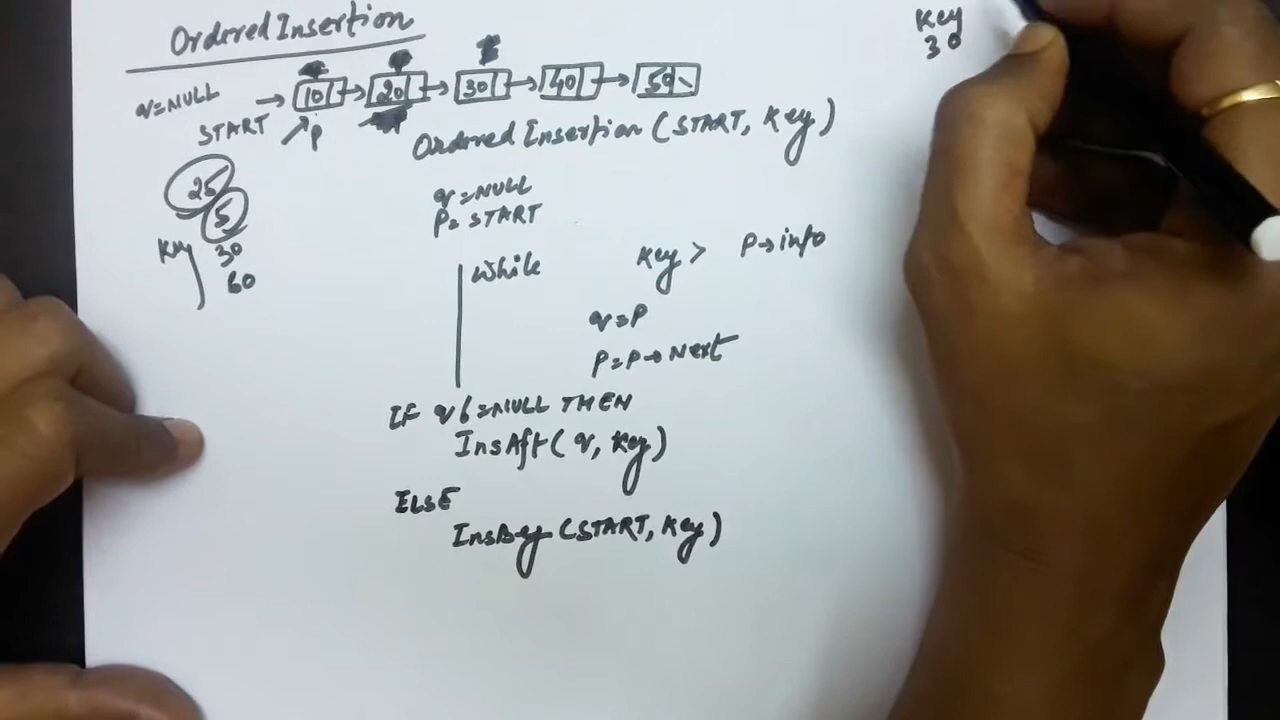 Ordered Insertion
Key
30
q=NULL
START
10 20 30 40 50
P
Ordered Insertion (START, Key)
25
5
Key 30
60
q=NULL
P=START
While Key > P→info
q=P
P=P→Next
IF q!=NULL THEN
InsAft(q, Key)
ELSE
InsBeg (START, Key)